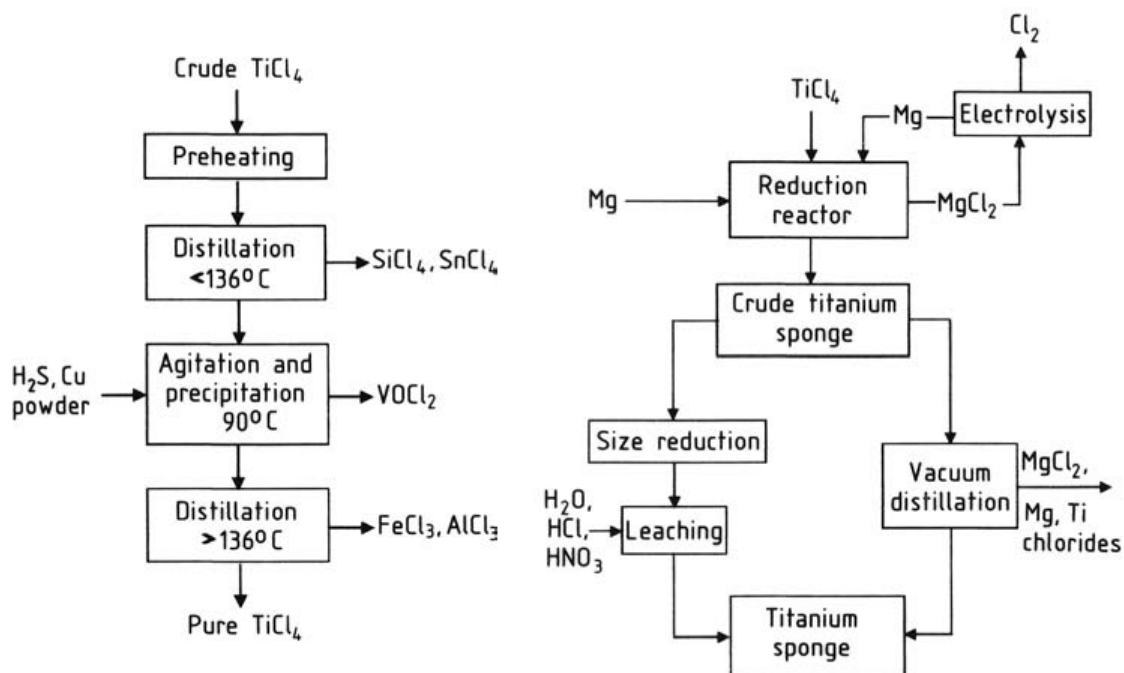 Crude TiCl₄
Preheating
Distillation
<136°C
SiCl₄, SnCl₄
H₂S, Cu
powder
Agitation and
precipitation
90°C
VOCl₂
Distillation
>136°C
FeCl₃, AlCl₃
Pure TiCl₄
Cl₂
TiCl₄
Mg
Electrolysis
Mg
Reduction
reactor
MgCl₂
Crude titanium
sponge
Size reduction
H₂O,
HCl,
HNO₃
Leaching
Vacuum
distillation
MgCl₂,
Mg, Ti
chlorides
Titanium
sponge